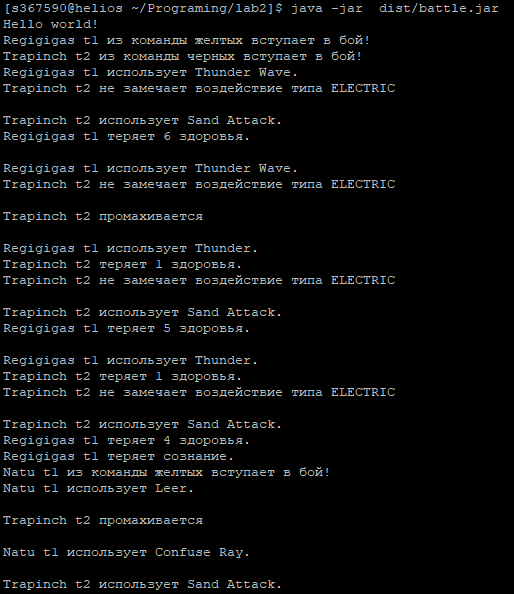 [s367590@helios ~/Programing/lab2]$ java -jar  dist/battle.jar
Hello world!
Regigigas t1 из команды желтых вступает в бой!
Trapinch t2 из команды черных вступает в бой!
Regigigas t1 использует Thunder Wave.
Trapinch t2 не замечает воздействие типа ELECTRIC
Trapinch t2 использует Sand Attack.
Regigigas t1 теряет 6 здоровья.
Regigigas t1 использует Thunder Wave.
Trapinch t2 не замечает воздействие типа ELECTRIC
Trapinch t2 промахивается
Regigigas t1 использует Thunder.
Trapinch t2 теряет 1 здоровья.
Trapinch t2 не замечает воздействие типа ELECTRIC
Trapinch t2 использует Sand Attack.
Regigigas t1 теряет 5 здоровья.
Regigigas t1 использует Thunder.
Trapinch t2 теряет 1 здоровья.
Trapinch t2 не замечает воздействие типа ELECTRIC
Trapinch t2 использует Sand Attack.
Regigigas t1 теряет 4 здоровья.
Regigigas t1 теряет сознание.
Natu t1 из команды желтых вступает в бой!
Natu t1 использует Leer.
Trapinch t2 промахивается
Natu t1 использует Confuse Ray.
Trapinch t2 использует Sand Attack.